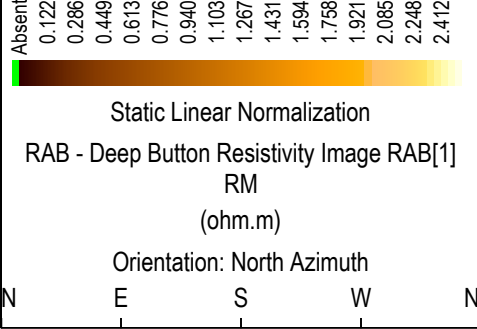 Absent 0.122 0.286 0.449 0.613 0.776 0.940 1.103 1.267 1.431 1.594 1.758 1.921 2.085 2.248 2.412
Static Linear Normalization
RAB - Deep Button Resistivity Image RAB[1]
RM
(ohm.m)
Orientation: North Azimuth
N E S W N